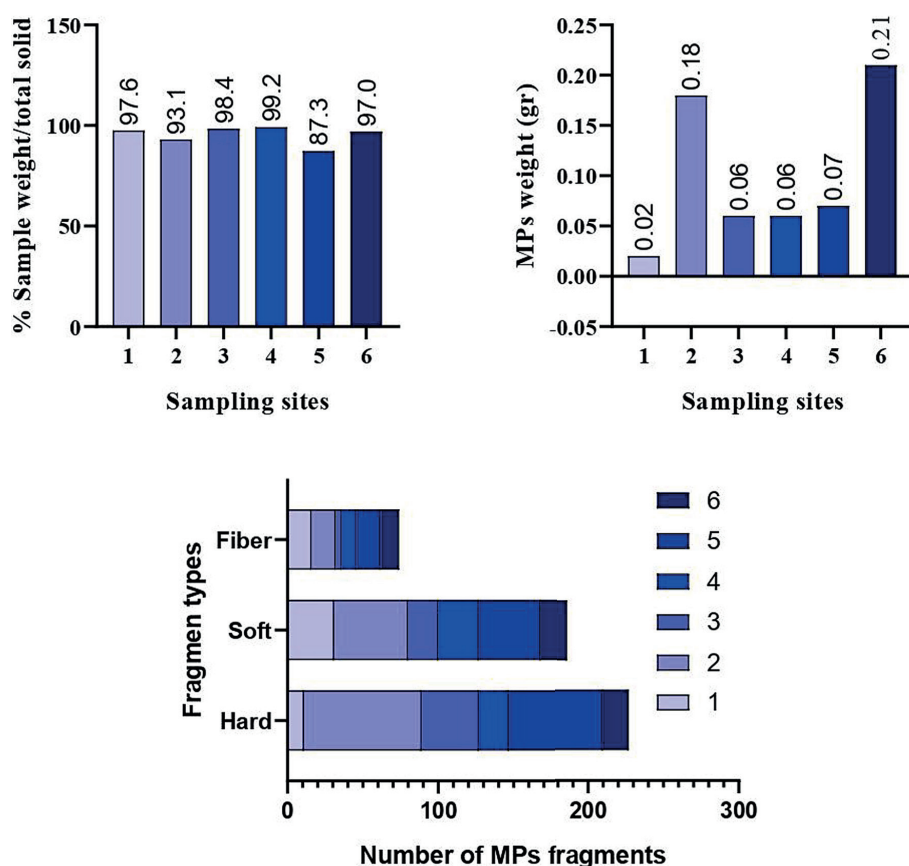 % Sample weight/total solid
150
100
50
0
97.6
93.1
98.4
99.2
87.3
97.0
1 2 3 4 5 6
Sampling sites
MPs weight (gr)
0.25
0.20
0.15
0.10
0.05
0.00
-0.05
0.02
0.18
0.06
0.06
0.07
0.21
1 2 3 4 5 6
Sampling sites
Fragmen types
Fiber
Soft
Hard
0 100 200 300
Number of MPs fragments
6
5
4
3
2
1